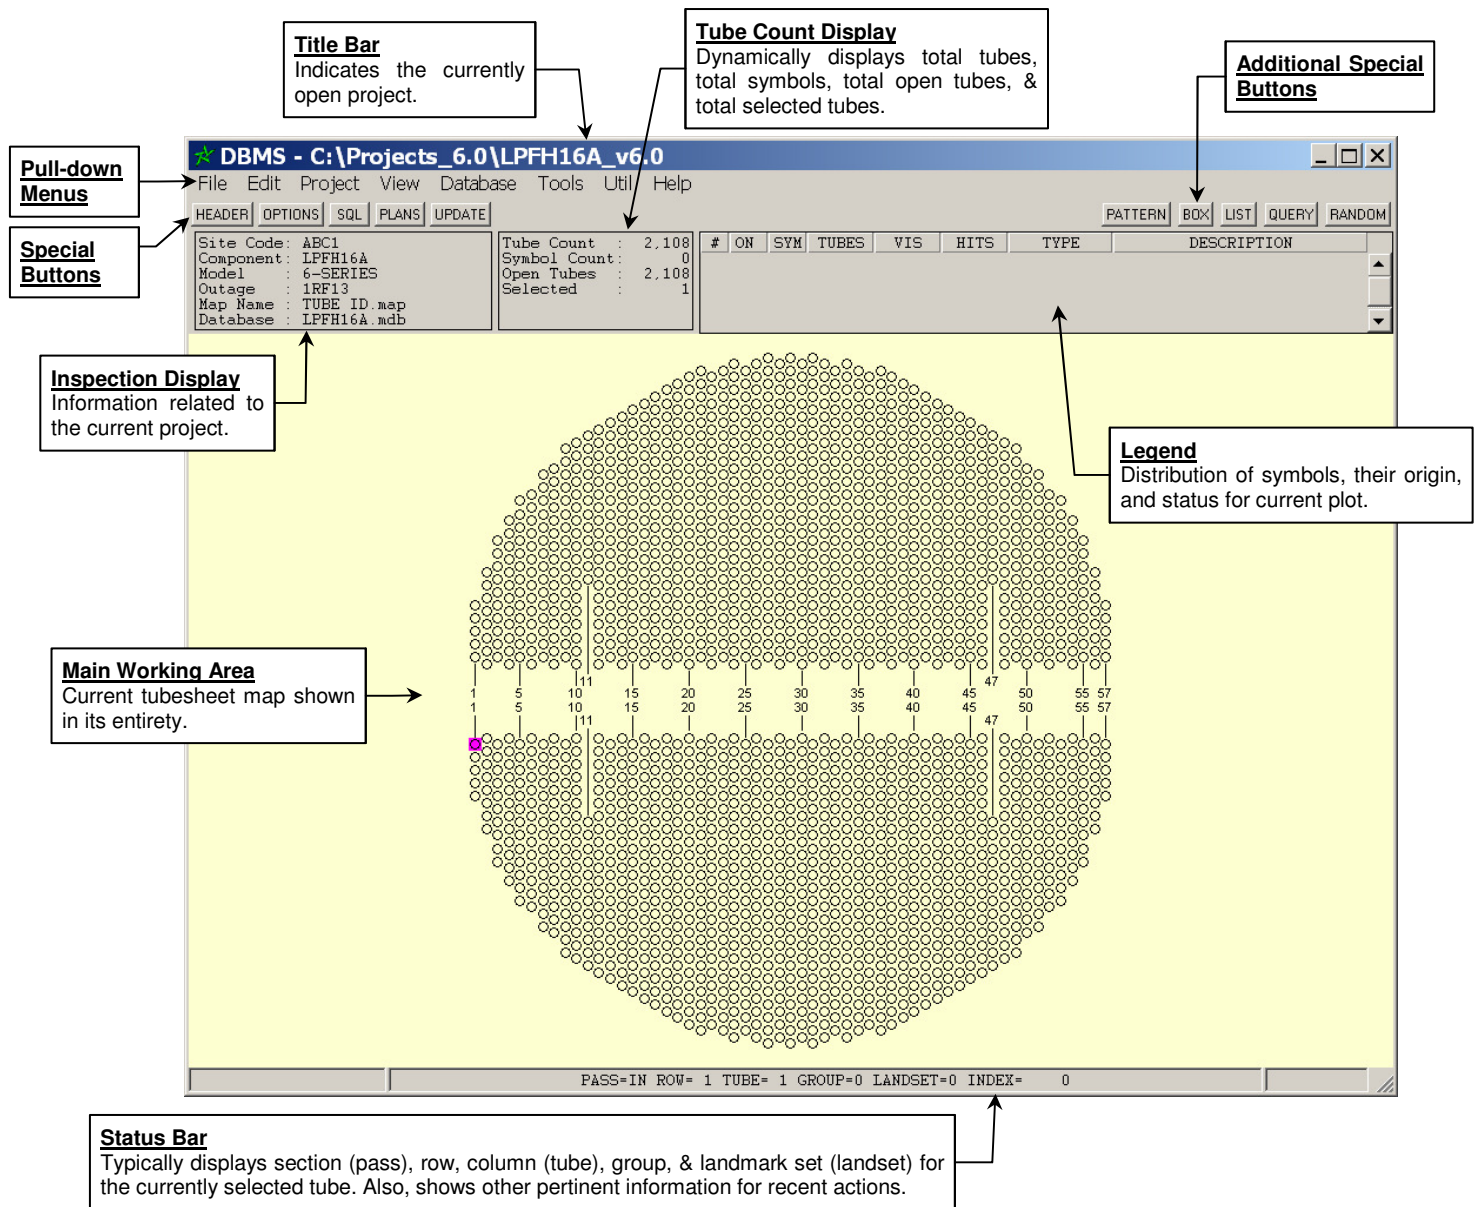 Title Bar
Indicates the currently
open project.
Tube Count Display
Dynamically displays total tubes,
total symbols, total open tubes, &
total selected tubes.
Additional Special
Buttons
Pull-down
Menus
Special
Buttons
DBMS - C:\Projects_6.0\LPFH16A_v6.0
File Edit Project View Database Tools Util Help
HEADER OPTIONS SQL PLANS UPDATE PATTERN BOX LIST QUERY RANDOM
Site Code: ABC1
Component: LPFH16A
Model : 6-SERIES
Outage : 1RF13
Map Name : TUBE ID.map
Database : LPFH16A.mdb
Tube Count : 2,108
Symbol Count: 0
Open Tubes : 2,108
Selected : 1
# ON SYM TUBES VIS HITS TYPE DESCRIPTION
Inspection Display
Information related to
the current project.
Legend
Distribution of symbols, their origin,
and status for current plot.
Main Working Area
Current tubesheet map shown
in its entirety.
11 47
1 5 10 15 20 25 30 35 40 45 50 55 57
1 5 10 15 20 25 30 35 40 45 50 55 57
11 47
PASS=IN ROW= 1 TUBE= 1 GROUP=0 LANDSET=0 INDEX= 0
Status Bar
Typically displays section (pass), row, column (tube), group, & landmark set (landset) for
the currently selected tube. Also, shows other pertinent information for recent actions.